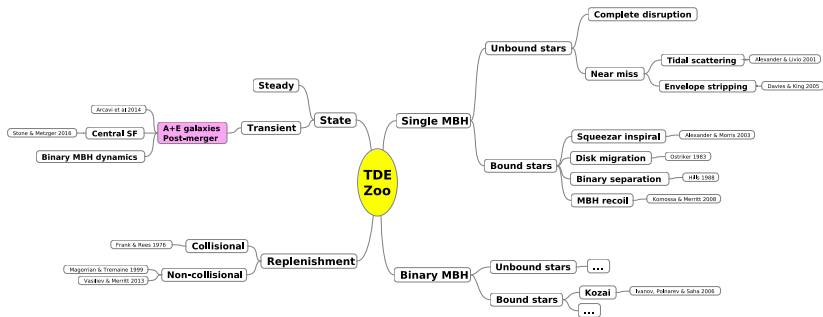 TDE
Zoo
State
Steady
Transient
A+E galaxies
Post-merger
Arcavi et al 2014
Central SF
Stone & Metzger 2016
Binary MBH dynamics
Replenishment
Collisional
Frank & Rees 1976
Non-collisional
Magorrian & Tremaine 1999
Vasiliev & Merritt 2013
Single MBH
Unbound stars
Complete disruption
Near miss
Tidal scattering
Alexander & Livio 2001
Envelope stripping
Davies & King 2005
Bound stars
Squeezar inspiral
Alexander & Morris 2003
Disk migration
Ostriker 1983
Binary separation
Hills 1988
MBH recoil
Komossa & Merritt 2008
Binary MBH
Unbound stars
...
Bound stars
Kozai
Ivanov, Polnarev & Saha 2006
...